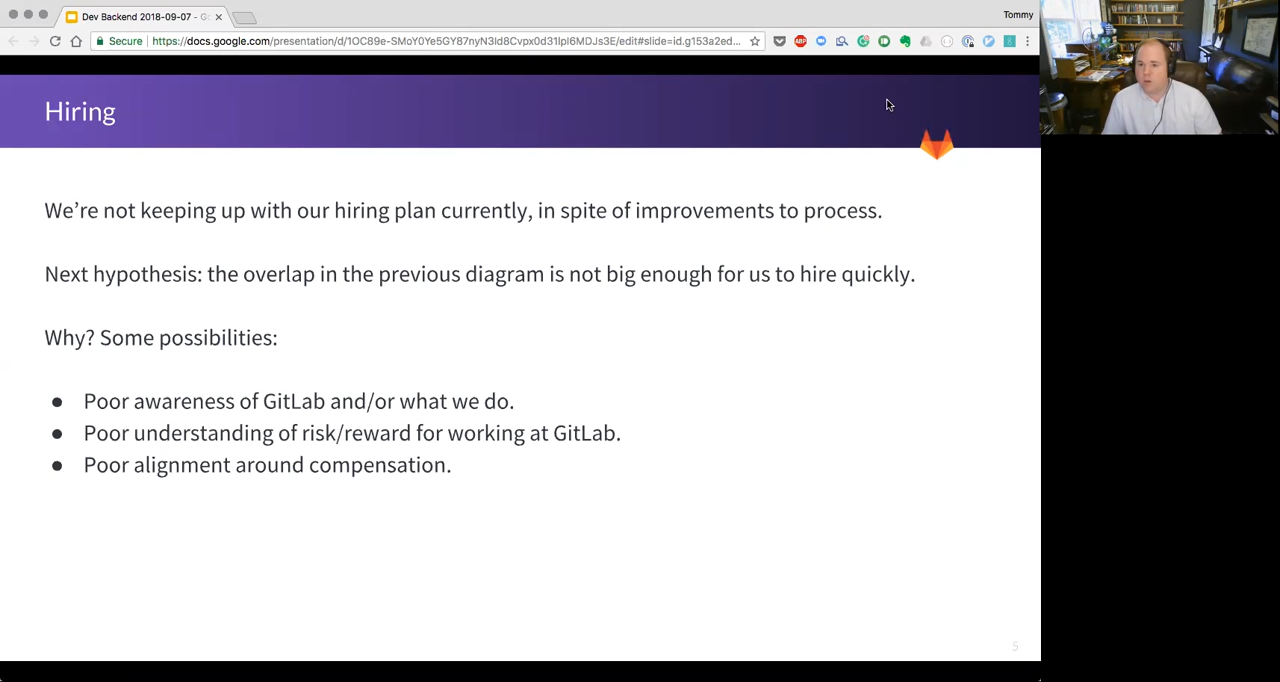 Dev Backend 2018-09-07 - Go
Tommy
Secure
https://docs.google.com/presentation/d/1OC89e-SMoY0Ye5GY87nyN3ld8Cvpx0d31lpI6MDJs3E/edit#slide=id.g153a2ed...
ABP
Hiring
We’re not keeping up with our hiring plan currently, in spite of improvements to process.
Next hypothesis: the overlap in the previous diagram is not big enough for us to hire quickly.
Why? Some possibilities:
● Poor awareness of GitLab and/or what we do.
● Poor understanding of risk/reward for working at GitLab.
● Poor alignment around compensation.
5